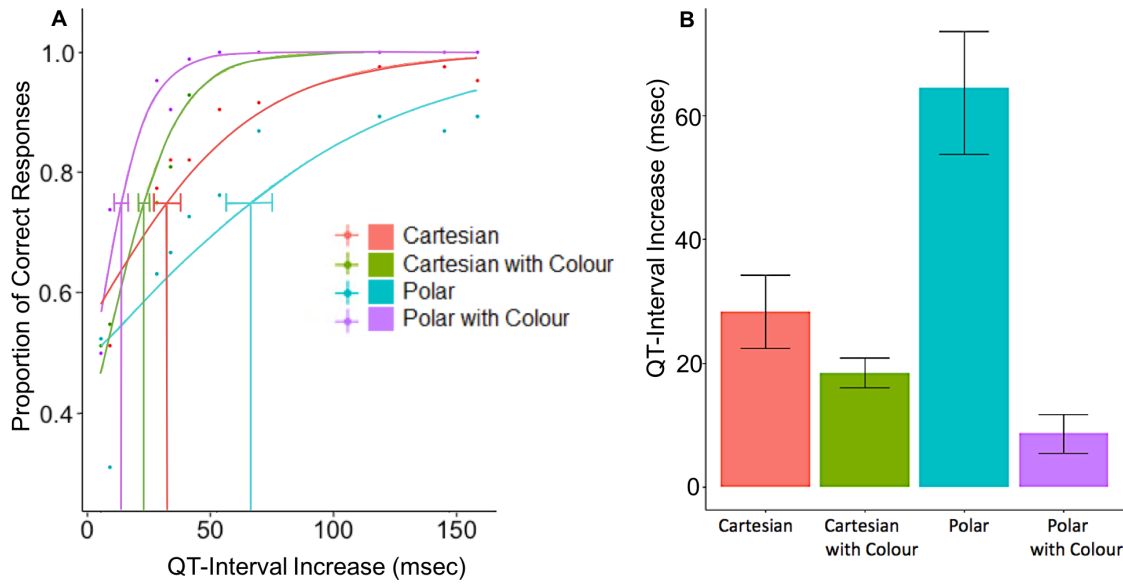 A
Proportion of Correct Responses
1.0
0.8
0.6
0.4
0
50
100
150
QT-Interval Increase (msec)
Cartesian
Cartesian with Colour
Polar
Polar with Colour
B
QT-Interval Increase (msec)
60
40
20
0
Cartesian
Cartesian
with Colour
Polar
Polar
with Colour